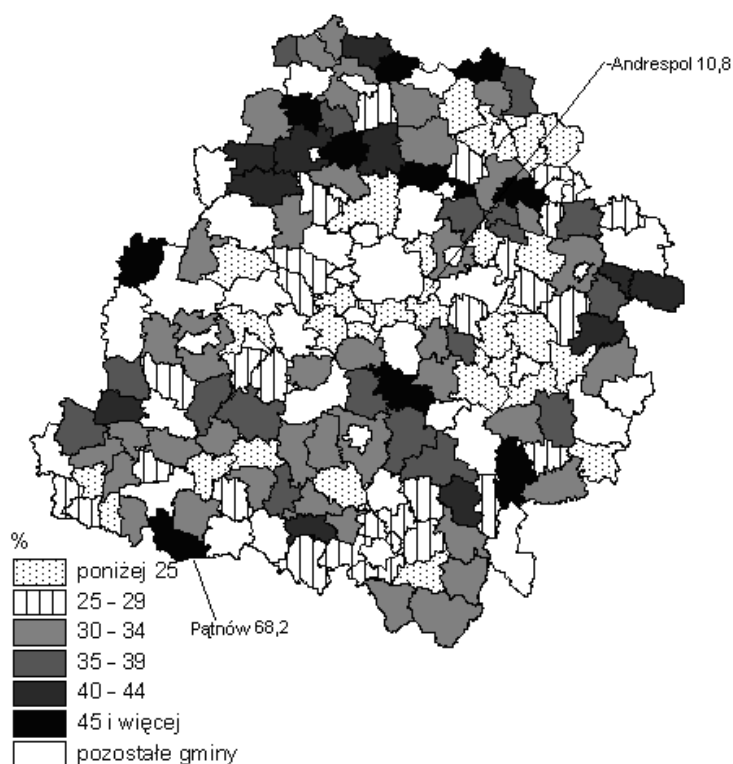 -Andrespol 10,8
%
poniżej 25
25 - 29
30 - 34
35 - 39
40 - 44
45 i więcej
pozostałe gminy
Pątnów 68,2